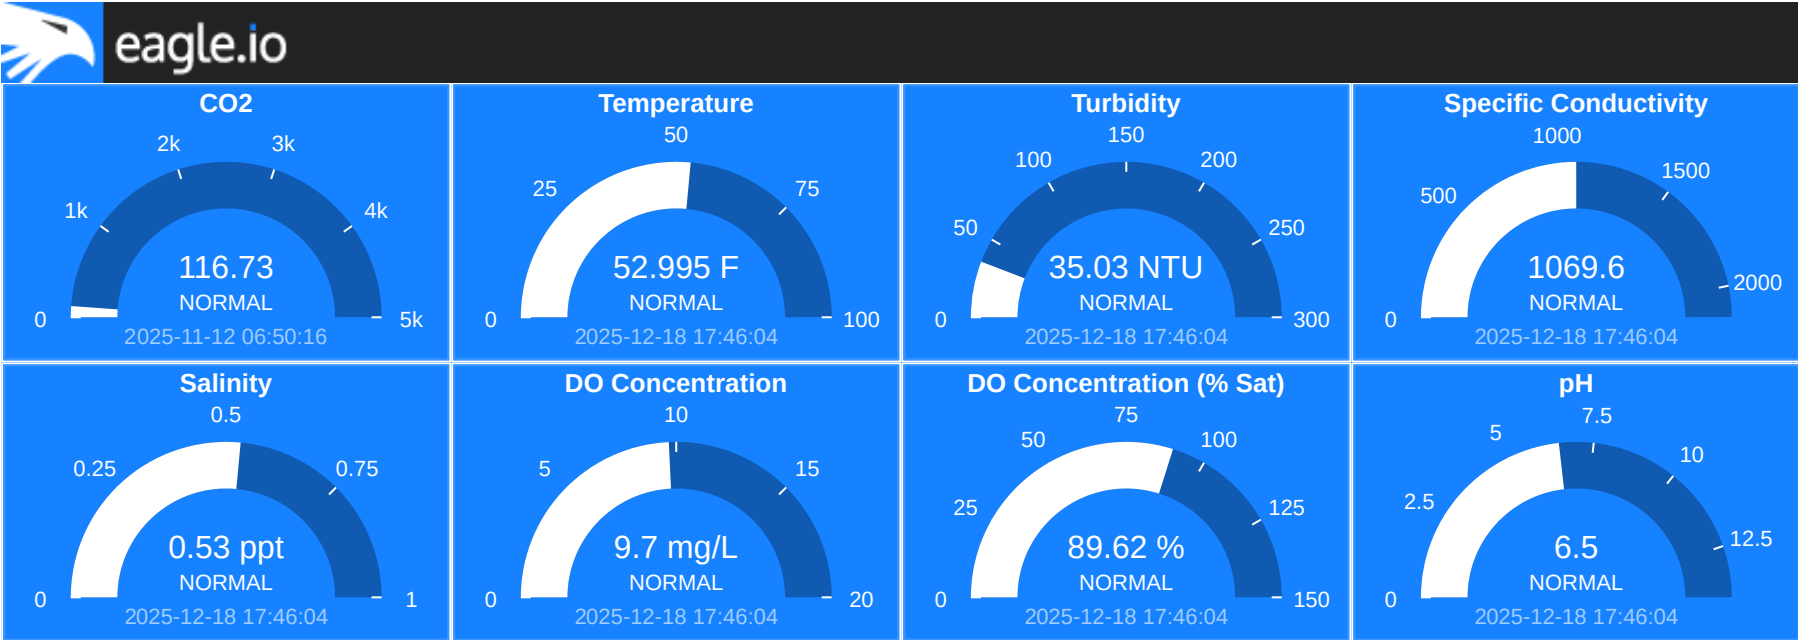 eagle.io
CO2
2k 3k
1k 4k
116.73
NORMAL
0 5k
2025-11-12 06:50:16
Temperature
50
25 75
52.995 F
NORMAL
0 100
2025-12-18 17:46:04
Turbidity
150
100 200
50 250
35.03 NTU
NORMAL
0 300
2025-12-18 17:46:04
Specific Conductivity
1000
1500
500
1069.6
2000
NORMAL
0
2025-12-18 17:46:04
Salinity
0.5
0.25 0.75
0.53 ppt
NORMAL
0 1
2025-12-18 17:46:04
DO Concentration
10
5 15
9.7 mg/L
NORMAL
0 20
2025-12-18 17:46:04
DO Concentration (% Sat)
75
50 100
25 125
89.62 %
NORMAL
0 150
2025-12-18 17:46:04
pH
7.5
5
10
2.5
12.5
6.5
NORMAL
0
2025-12-18 17:46:04